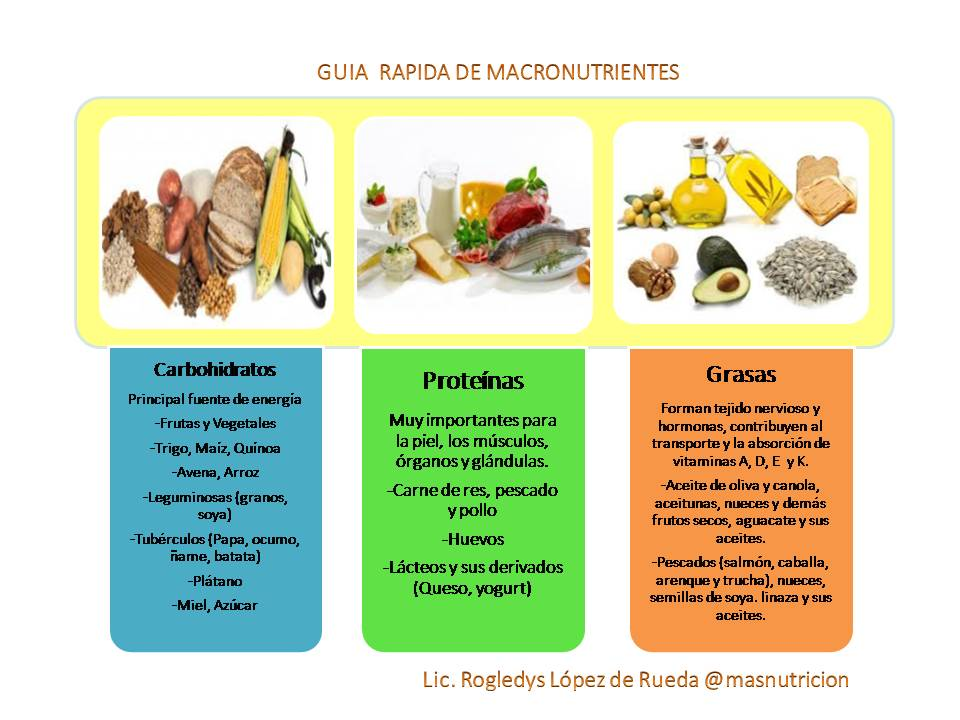 GUIA RAPIDA DE MACRONUTRIENTES
Carbohidratos
Principal fuente de energía
-Frutas y Vegetales
-Trigo, Maíz, Quínoa
-Avena, Arroz
-Leguminosas (granos,
soya)
-Tubérculos (Papa, ocumo,
ñame, batata)
-Plátano
-Miel, Azúcar
Proteínas
Muy importantes para
la piel, los músculos,
órganos y glándulas.
-Carne de res, pescado
y pollo
-Huevos
-Lácteos y sus derivados
(Queso, yogurt)
Grasas
Forman tejido nervioso y
hormonas, contribuyen al
transporte y la absorción de
vitaminas A, D, E y K.
-Aceite de oliva y canola,
aceitunas, nueces y demás
frutos secos, aguacate y sus
aceites.
-Pescados (salmón, caballa,
arenque y trucha), nueces,
semillas de soya. linaza y sus
aceites.
Lic. Rogledys López de Rueda @masnutricion